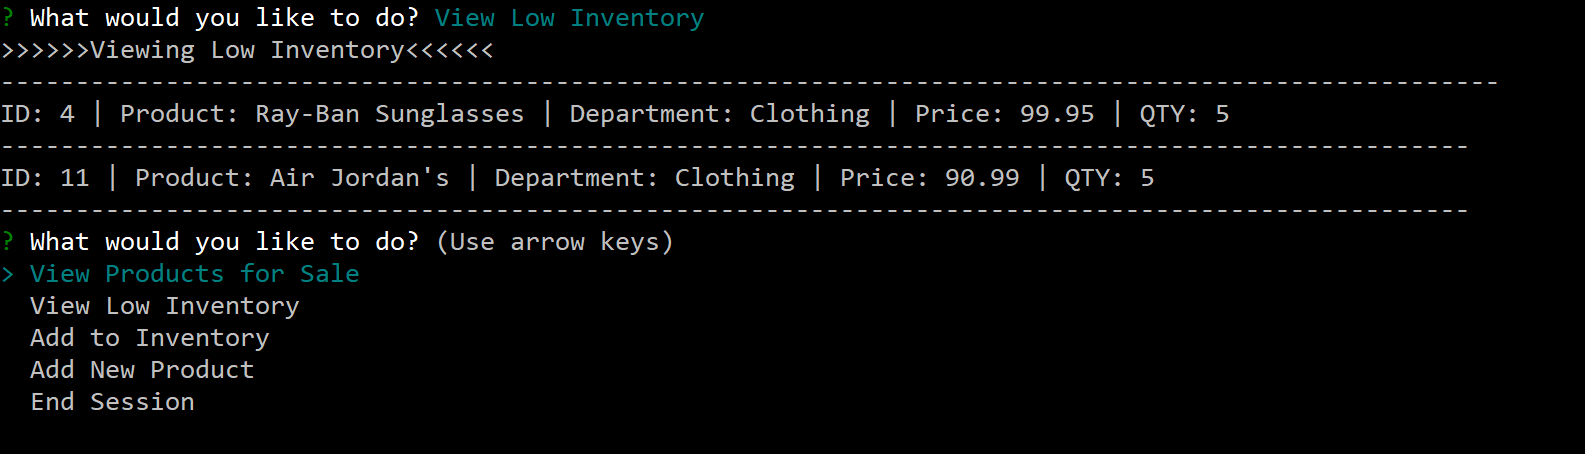 ? What would you like to do? View Low Inventory
>>>>>>Viewing Low Inventory<<<<<<
----------------------------------------------------------------------------------------------------
ID: 4 | Product: Ray-Ban Sunglasses | Department: Clothing | Price: 99.95 | QTY: 5
--------------------------------------------------------------------------------------------------
ID: 11 | Product: Air Jordan's | Department: Clothing | Price: 90.99 | QTY: 5
--------------------------------------------------------------------------------------------------
? What would you like to do? (Use arrow keys)
> View Products for Sale
  View Low Inventory
  Add to Inventory
  Add New Product
  End Session